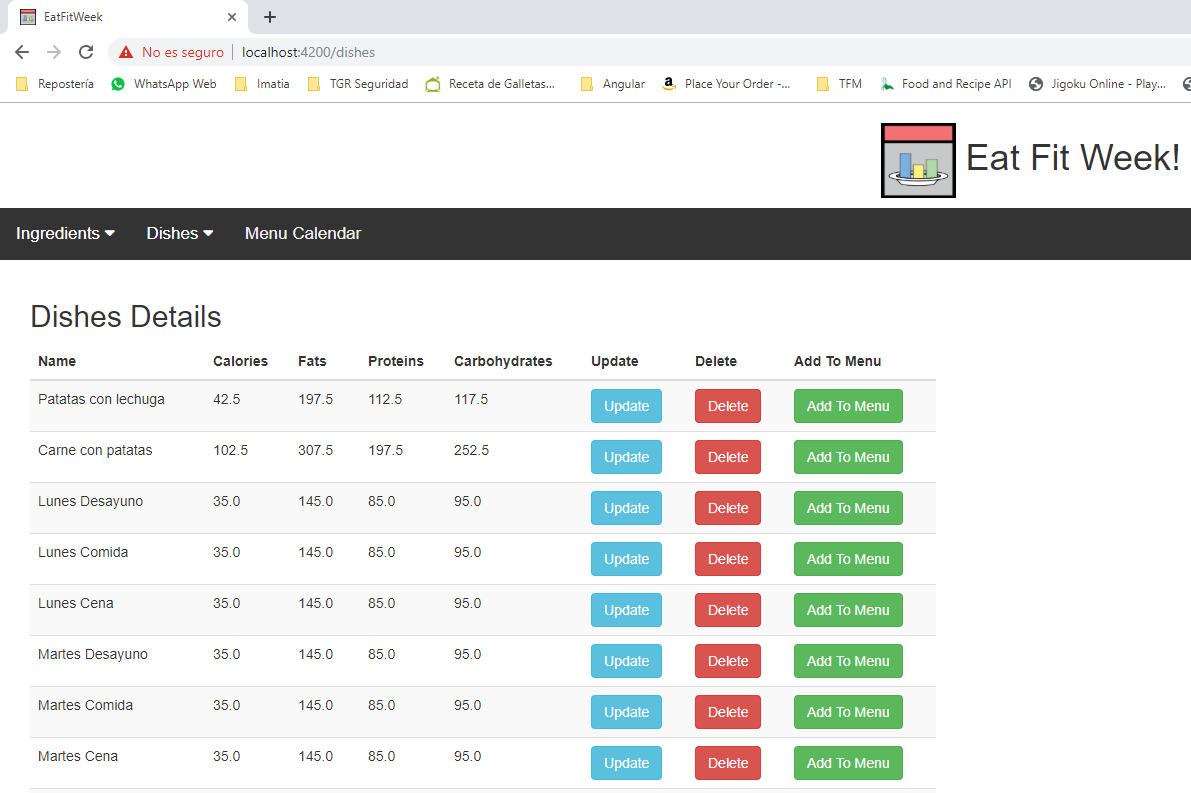 EatFitWeek
No es seguro localhost:4200/dishes
Repostería WhatsApp Web Imatia TGR Seguridad Receta de Galletas... Angular Place Your Order -... TFM Food and Recipe API Jigoku Online - Play...
Eat Fit Week!
Ingredients Dishes Menu Calendar
Dishes Details
Name Calories Fats Proteins Carbohydrates Update Delete Add To Menu
Patatas con lechuga 42.5 197.5 112.5 117.5 Update Delete Add To Menu
Carne con patatas 102.5 307.5 197.5 252.5 Update Delete Add To Menu
Lunes Desayuno 35.0 145.0 85.0 95.0 Update Delete Add To Menu
Lunes Comida 35.0 145.0 85.0 95.0 Update Delete Add To Menu
Lunes Cena 35.0 145.0 85.0 95.0 Update Delete Add To Menu
Martes Desayuno 35.0 145.0 85.0 95.0 Update Delete Add To Menu
Martes Comida 35.0 145.0 85.0 95.0 Update Delete Add To Menu
Martes Cena 35.0 145.0 85.0 95.0 Update Delete Add To Menu